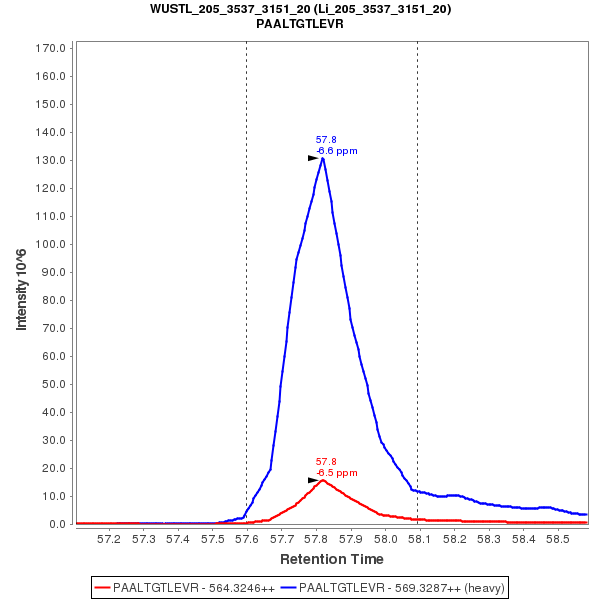 WUSTL_205_3537_3151_20 (Li_205_3537_3151_20)
PAALTGTLEVR
Intensity 10^6
170.0
160.0
150.0
140.0
130.0
120.0
110.0
100.0
90.0
80.0
70.0
60.0
50.0
40.0
30.0
20.0
10.0
0.0
57.8
-6.6 ppm
57.8
-6.5 ppm
57.2 57.3 57.4 57.5 57.6 57.7 57.8 57.9 58.0 58.1 58.2 58.3 58.4 58.5
Retention Time
PAALTGTLEVR - 564.3246++ PAALTGTLEVR - 569.3287++ (heavy)